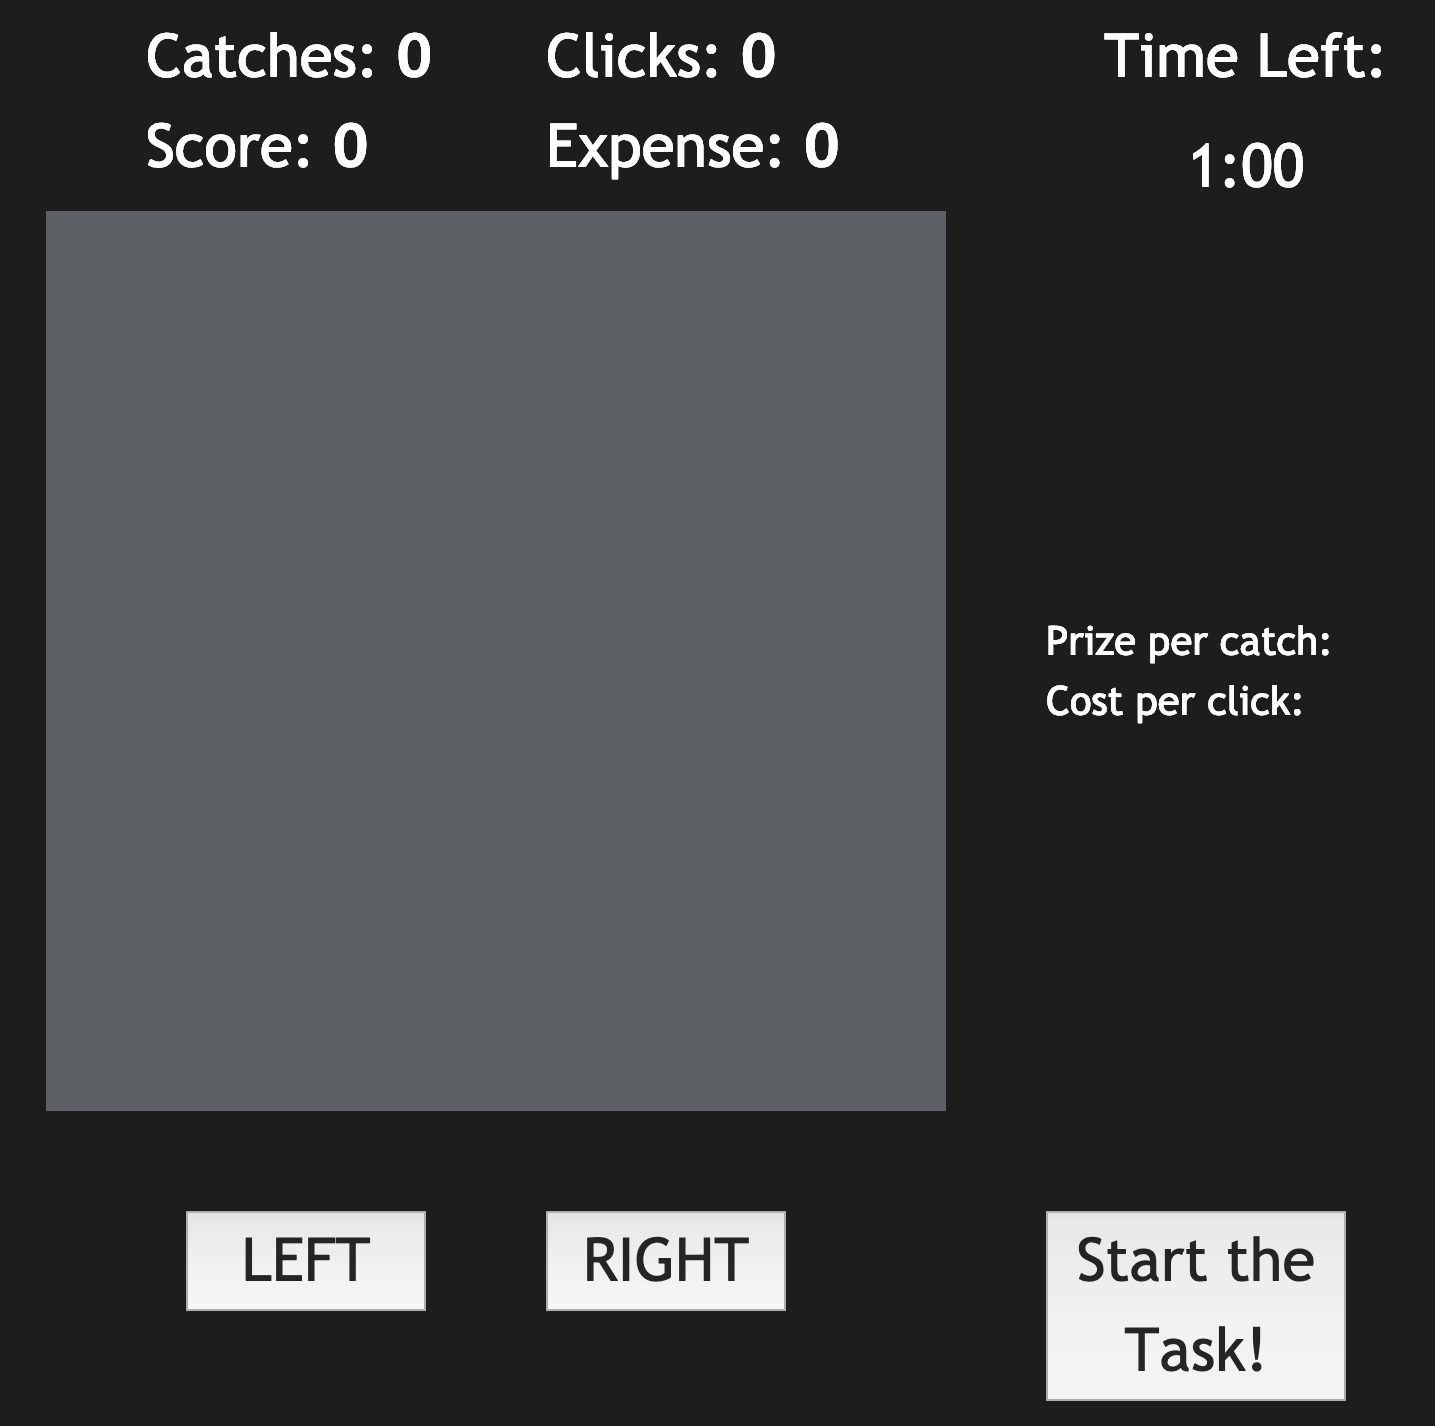 Catches: 0 Clicks: 0 Time Left:
Score: 0 Expense: 0
1:00
Prize per catch:
Cost per click:
LEFT RIGHT Start the
Task!